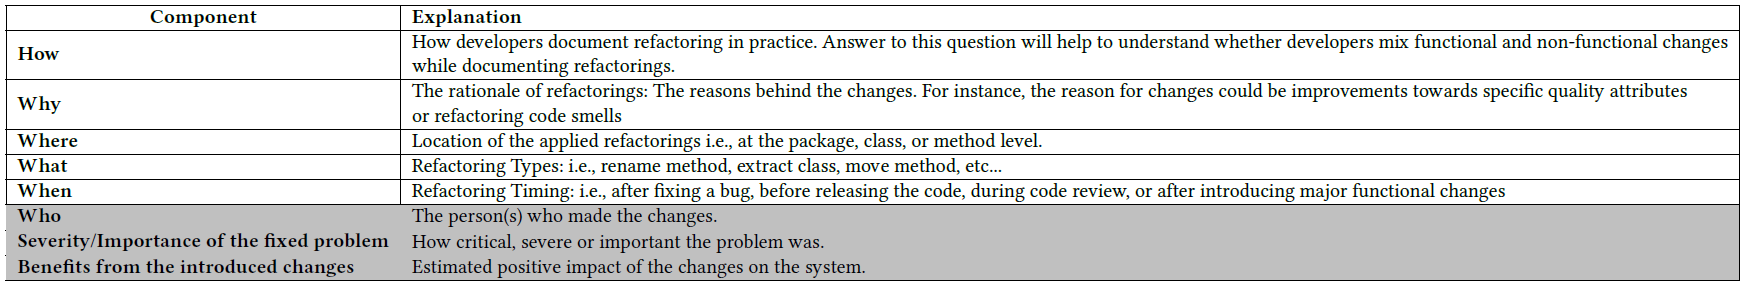 Component Explanation
How How developers document refactoring in practice. Answer to this question will help to understand whether developers mix functional and non-functional changes
while documenting refactorings.
Why The rationale of refactorings: The reasons behind the changes. For instance, the reason for changes could be improvements towards specific quality attributes
or refactoring code smells
Where Location of the applied refactorings i.e., at the package, class, or method level.
What Refactoring Types: i.e., rename method, extract class, move method, etc...
When Refactoring Timing: i.e., after fixing a bug, before releasing the code, during code review, or after introducing major functional changes
Who The person(s) who made the changes.
Severity/Importance of the fixed problem How critical, severe or important the problem was.
Benefits from the introduced changes Estimated positive impact of the changes on the system.